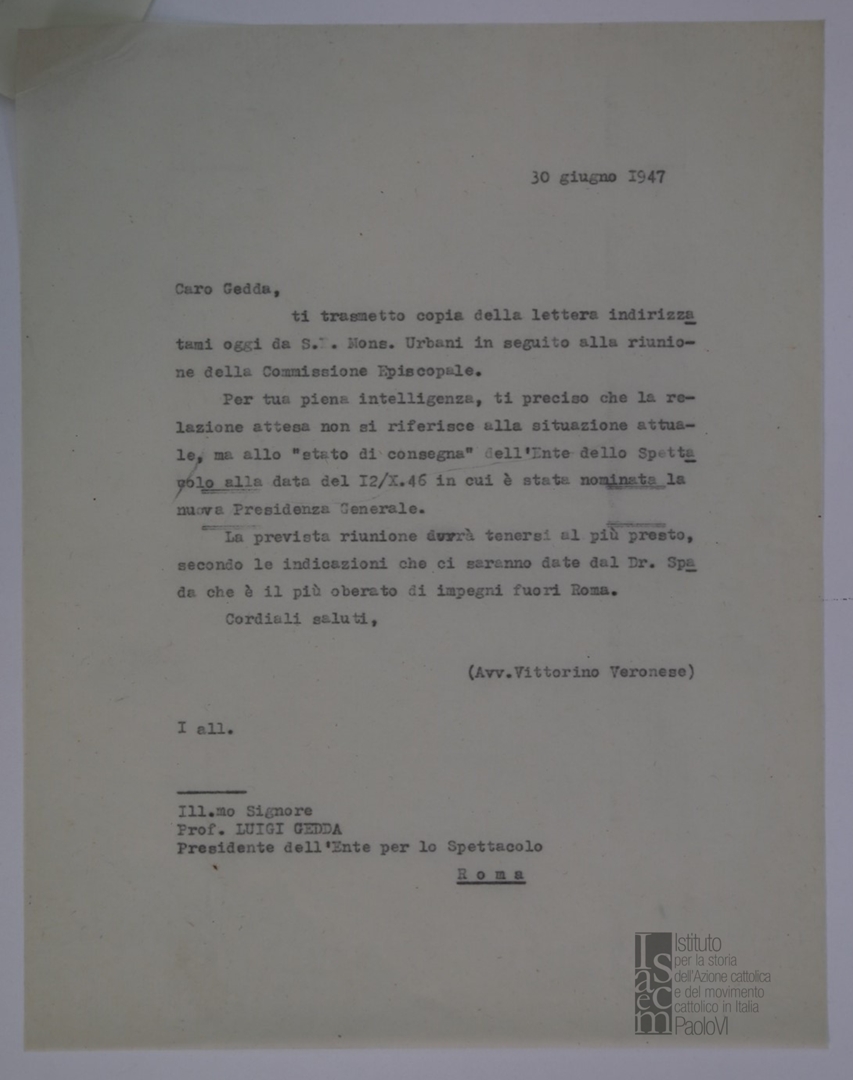 30 giugno I947
Caro Gedda,
ti trasmetto copia della lettera indirizza
tami oggi da S.E. Mons. Urbani in seguito alla riunio-
ne della Commissione Episcopale.
Per tua piena intelligenza, ti preciso che la re-
lazione attesa non si riferisce alla situazione attua-
le, ma allo "stato di consegna" dell'Ente dello Spetta
colo alla data del I2/X.46 in cui è stata nominata la
nuova Presidenza Generale.
La prevista riunione dovrà tenersi al più presto,
secondo le indicazioni che ci saranno date dal Dr. Spa
da che è il più oberato di impegni fuori Roma.
Cordiali saluti,
(Avv.Vittorino Veronese)
I all.
Ill.mo Signore
Prof. LUIGI GEDDA
Presidente dell'Ente per lo Spettacolo
R o m a
Isacem
Istituto
per la storia
dell'Azione cattolica
e del movimento
cattolico in Italia
PaoloVI